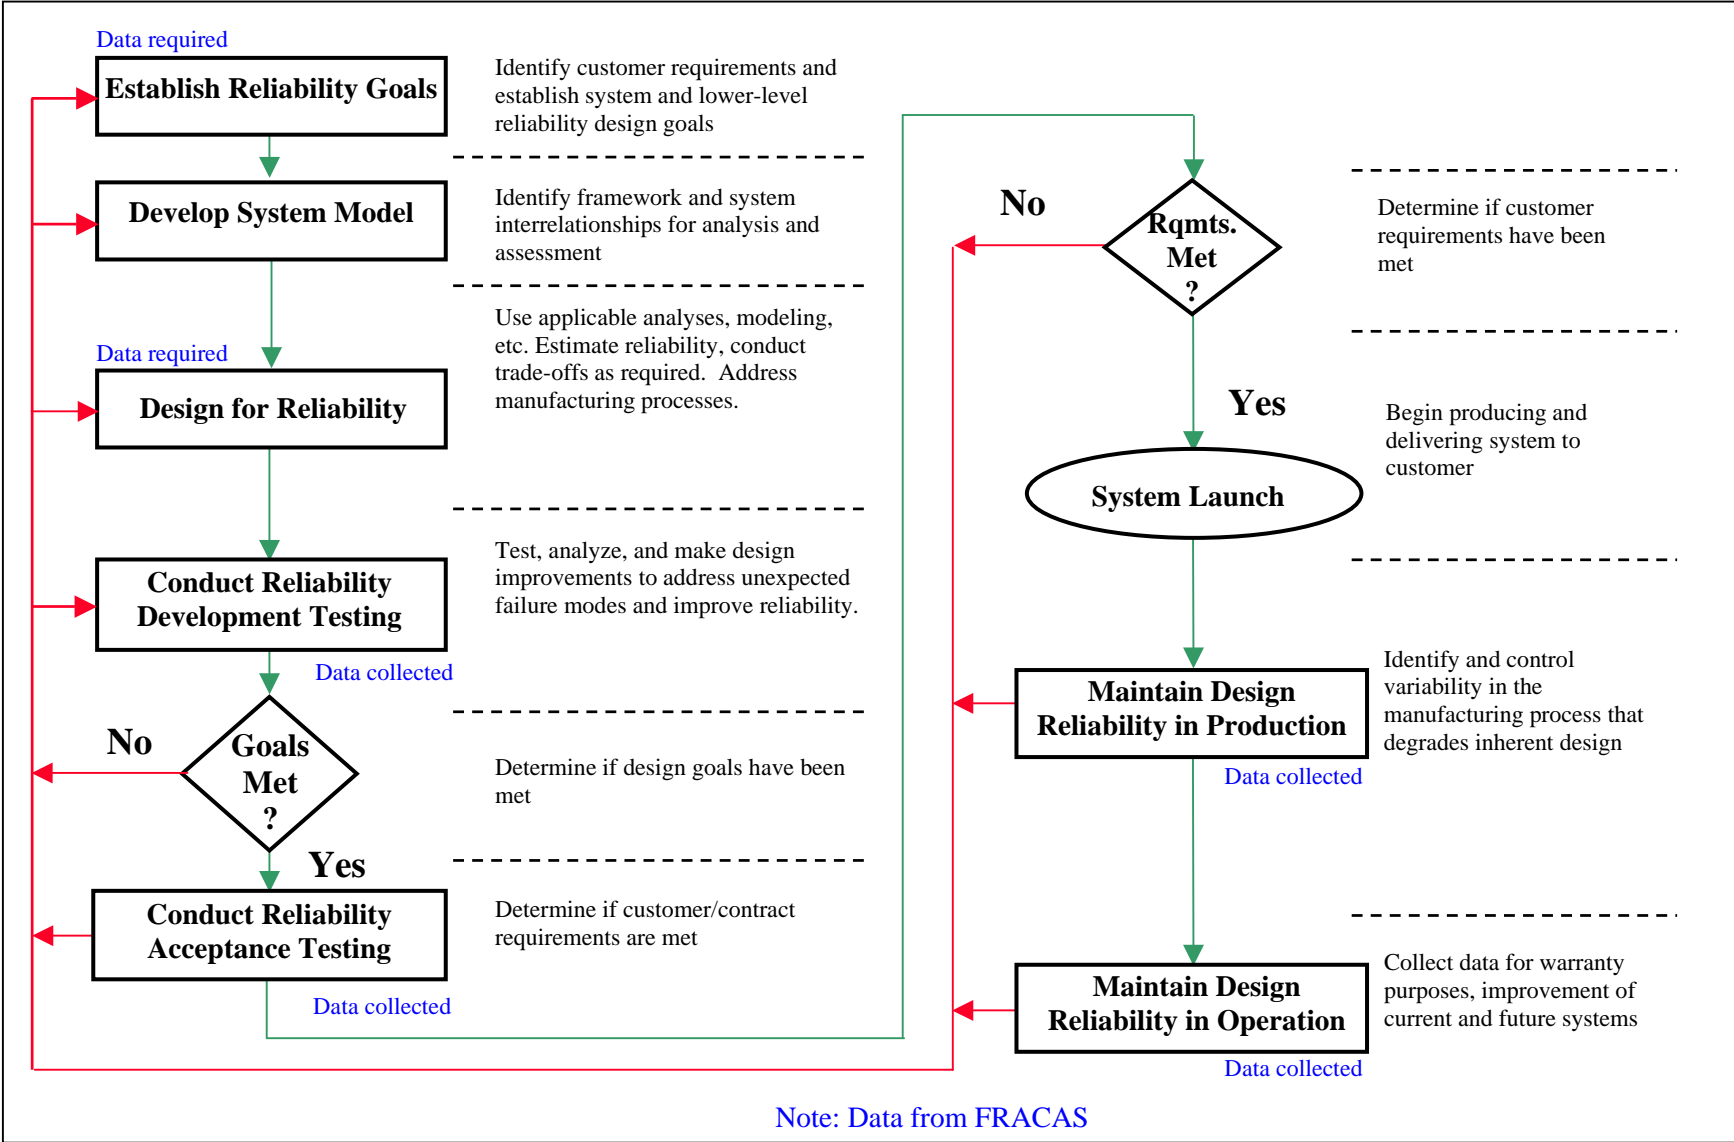 Data required
Establish Reliability Goals
Identify customer requirements and
establish system and lower-level
reliability design goals
Develop System Model
Identify framework and system
interrelationships for analysis and
assessment
Data required
Design for Reliability
Use applicable analyses, modeling,
etc. Estimate reliability, conduct
trade-offs as required.  Address
manufacturing processes.
Conduct Reliability
Development Testing
Data collected
Test, analyze, and make design
improvements to address unexpected
failure modes and improve reliability.
No
Goals
Met
?
Yes
Determine if design goals have been
met
Conduct Reliability
Acceptance Testing
Data collected
Determine if customer/contract
requirements are met
No
Rqmts.
Met
?
Yes
Determine if customer
requirements have been
met
System Launch
Begin producing and
delivering system to
customer
Maintain Design
Reliability in Production
Data collected
Identify and control
variability in the
manufacturing process that
degrades inherent design
Maintain Design
Reliability in Operation
Data collected
Collect data for warranty
purposes, improvement of
current and future systems
Note: Data from FRACAS